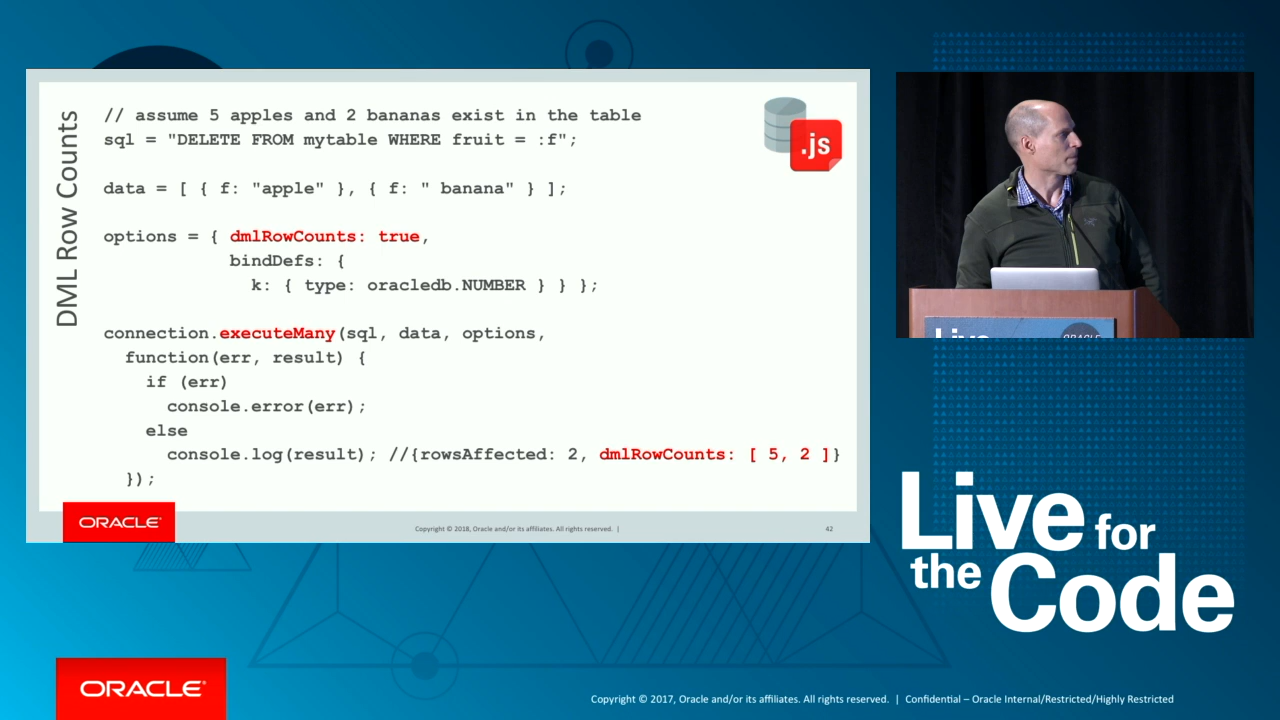 DML Row Counts
// assume 5 apples and 2 bananas exist in the table
sql = "DELETE FROM mytable WHERE fruit = :f";
data = [ { f: "apple" }, { f: " banana" } ];
options = { dmlRowCounts: true,
bindDefs: {
k: { type: oracledb.NUMBER } } };
connection.executeMany(sql, data, options,
function(err, result) {
if (err)
console.error(err);
else
console.log(result); //{rowsAffected: 2, dmlRowCounts: [ 5, 2 ]}
});
.js
ORACLE®
Copyright © 2018, Oracle and/or its affiliates. All rights reserved. |
42
Live
ORACLE
Live for
the Code
ORACLE®
Copyright © 2017, Oracle and/or its affiliates. All rights reserved. | Confidential – Oracle Internal/Restricted/Highly Restricted